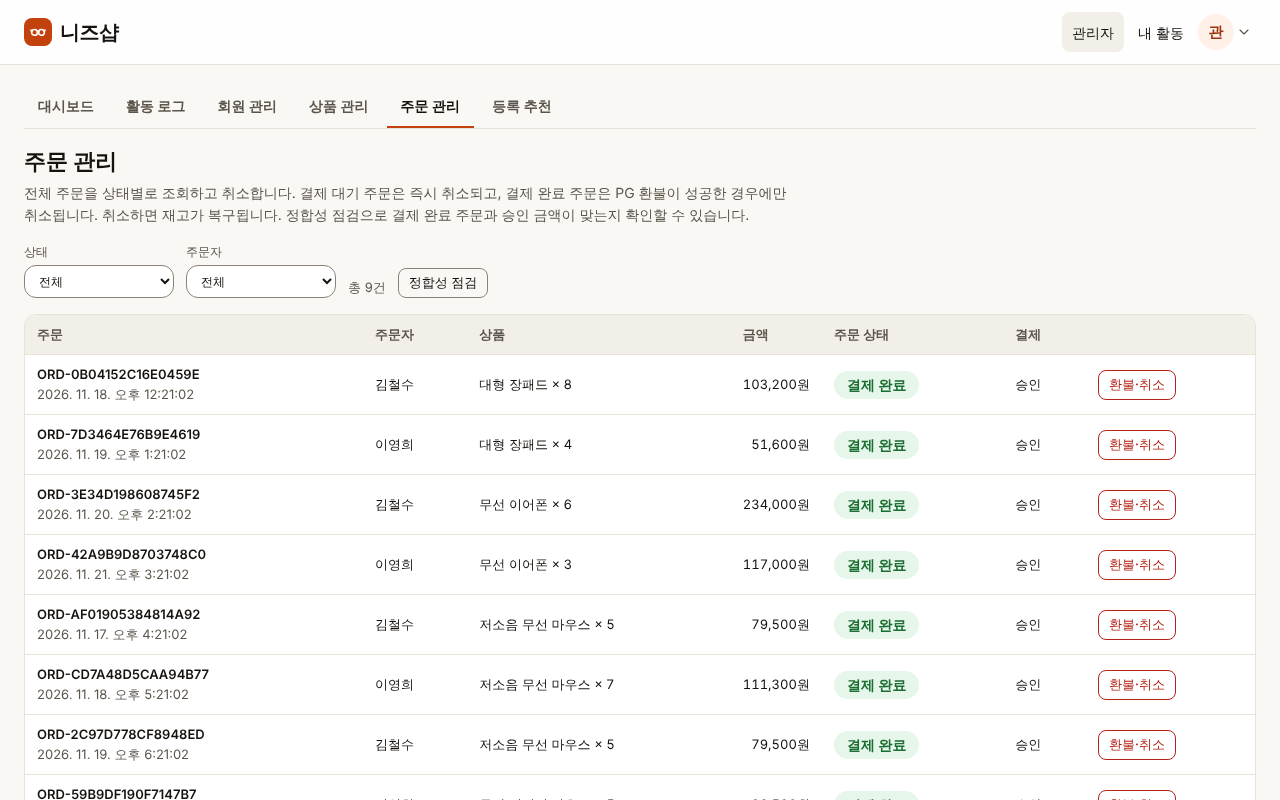 니즈샵
관리자
내 활동
관
대시보드
활동 로그
회원 관리
상품 관리
주문 관리
등록 추천
주문 관리
전체 주문을 상태별로 조회하고 취소합니다. 결제 대기 주문은 즉시 취소되고, 결제 완료 주문은 PG 환불이 성공한 경우에만
취소됩니다. 취소하면 재고가 복구됩니다. 정합성 점검으로 결제 완료 주문과 승인 금액이 맞는지 확인할 수 있습니다.
상태
주문자
전체
전체
총 9건
정합성 점검
주문 주문자 상품 금액 주문 상태 결제
ORD-0B04152C16E0459E
2026. 11. 18. 오후 12:21:02
김철수 대형 장패드 × 8 103,200원 결제 완료 승인 환불·취소
ORD-7D3464E76B9E4619
2026. 11. 19. 오후 1:21:02
이영희 대형 장패드 × 4 51,600원 결제 완료 승인 환불·취소
ORD-3E34D198608745F2
2026. 11. 20. 오후 2:21:02
김철수 무선 이어폰 × 6 234,000원 결제 완료 승인 환불·취소
ORD-42A9B9D8703748C0
2026. 11. 21. 오후 3:21:02
이영희 무선 이어폰 × 3 117,000원 결제 완료 승인 환불·취소
ORD-AF01905384814A92
2026. 11. 17. 오후 4:21:02
김철수 저소음 무선 마우스 × 5 79,500원 결제 완료 승인 환불·취소
ORD-CD7A48D5CAA94B77
2026. 11. 18. 오후 5:21:02
이영희 저소음 무선 마우스 × 7 111,300원 결제 완료 승인 환불·취소
ORD-2C97D778CF8948ED
2026. 11. 19. 오후 6:21:02
김철수 저소음 무선 마우스 × 5 79,500원 결제 완료 승인 환불·취소
ORD-59B9DF190F7147B7